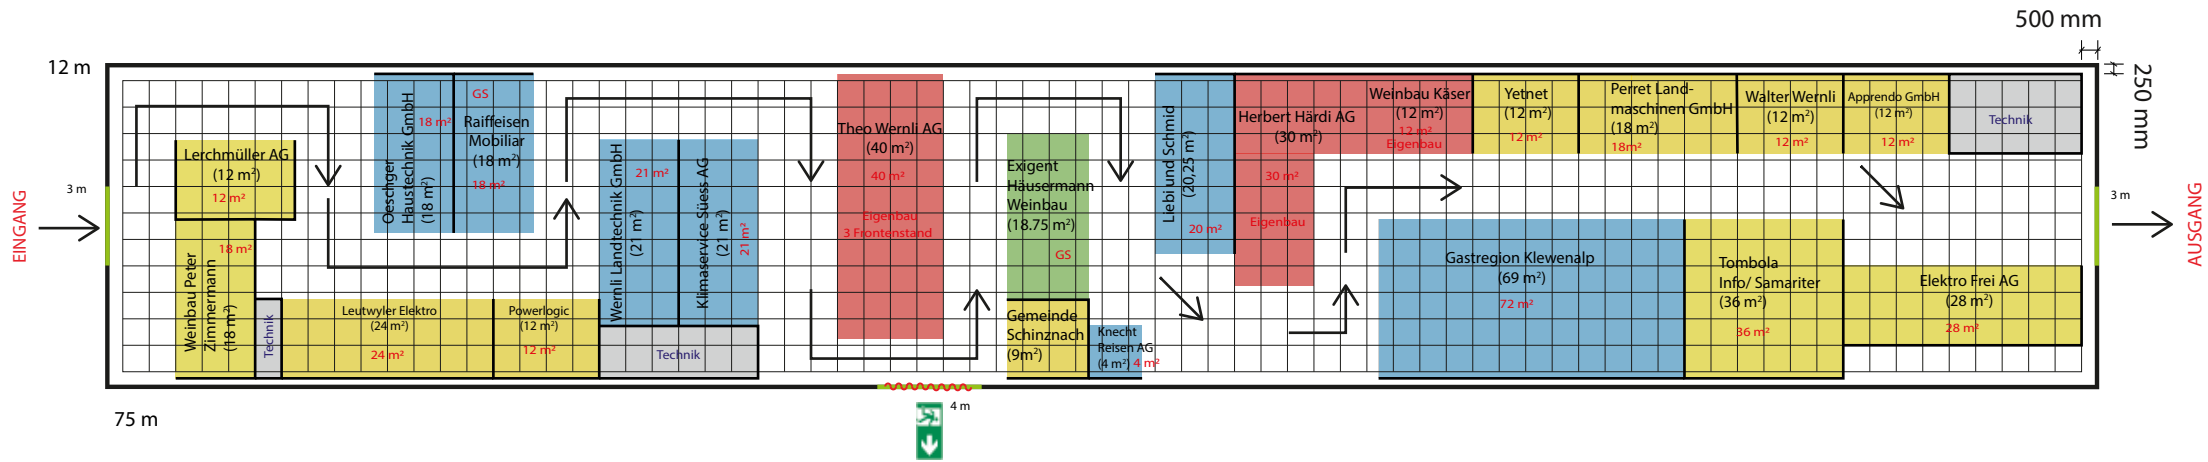 500 mm
12 m
250 mm
EINGANG
3 m
Lerchmüller AG
(12 m²)
12 m²
Weinbau Peter
Zimmermann
(18 m²)
18 m²
Technik
Leutwyler Elektro
(24 m²)
24 m²
Powerlogic
(12 m²)
12 m²
Oeschger
Haustechnik GmbH
(18 m²)
18 m²
GS
Raiffeisen
Mobiliar
(18 m²)
18 m²
Wernli Landtechnik GmbH
(21 m²)
21 m²
Klimaservice Süess AG
(21 m²)
21 m²
Technik
Theo Wernli AG
(40 m²)
40 m²
Eigenbau
3 Frontenstand
Exigent
Häusermann
Weinbau
(18.75 m²)
GS
Gemeinde
Schinznach
(9m²)
Knecht
Reisen AG
(4 m²) 4 m²
Liebi und Schmid
(20,25 m²)
20 m²
Herbert Härdi AG
(30 m²)
30 m²
Eigenbau
Weinbau Käser
(12 m²)
12 m²
Eigenbau
Yetnet
(12 m²)
12 m²
Perret Land-
maschinen GmbH
(18 m²)
18m²
Walter Wernli
(12 m²)
12 m²
Apprendo GmbH
(12 m²)
12 m²
Technik
Gastregion Klewenalp
(69 m²)
72 m²
Tombola
Info/ Samariter
(36 m²)
36 m²
Elektro Frei AG
(28 m²)
28 m²
3 m
AUSGANG
4 m
75 m